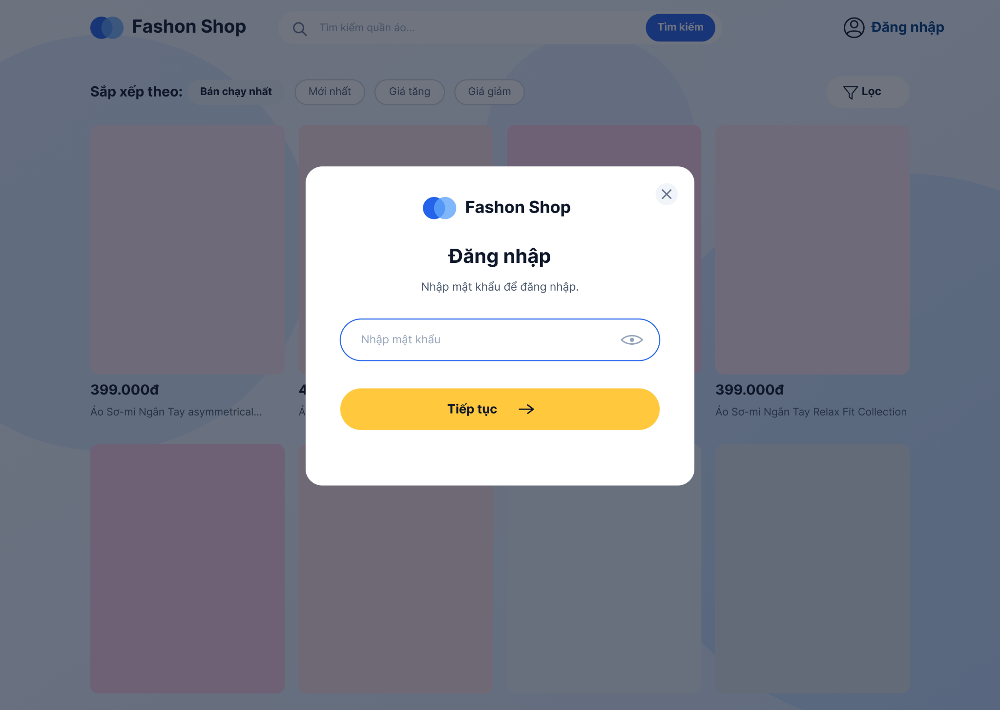 Fashon Shop
Tìm kiếm quần áo...
Tìm kiếm
Đăng nhập
Sắp xếp theo:
Bán chạy nhất
Mới nhất
Giá tăng
Giá giảm
Lọc
Fashon Shop
Đăng nhập
Nhập mật khẩu để đăng nhập.
Nhập mật khẩu
Tiếp tục
399.000đ
Áo Sơ-mi Ngắn Tay asymmetrical...
399.000đ
Áo Sơ-mi Ngắn Tay Relax Fit Collection